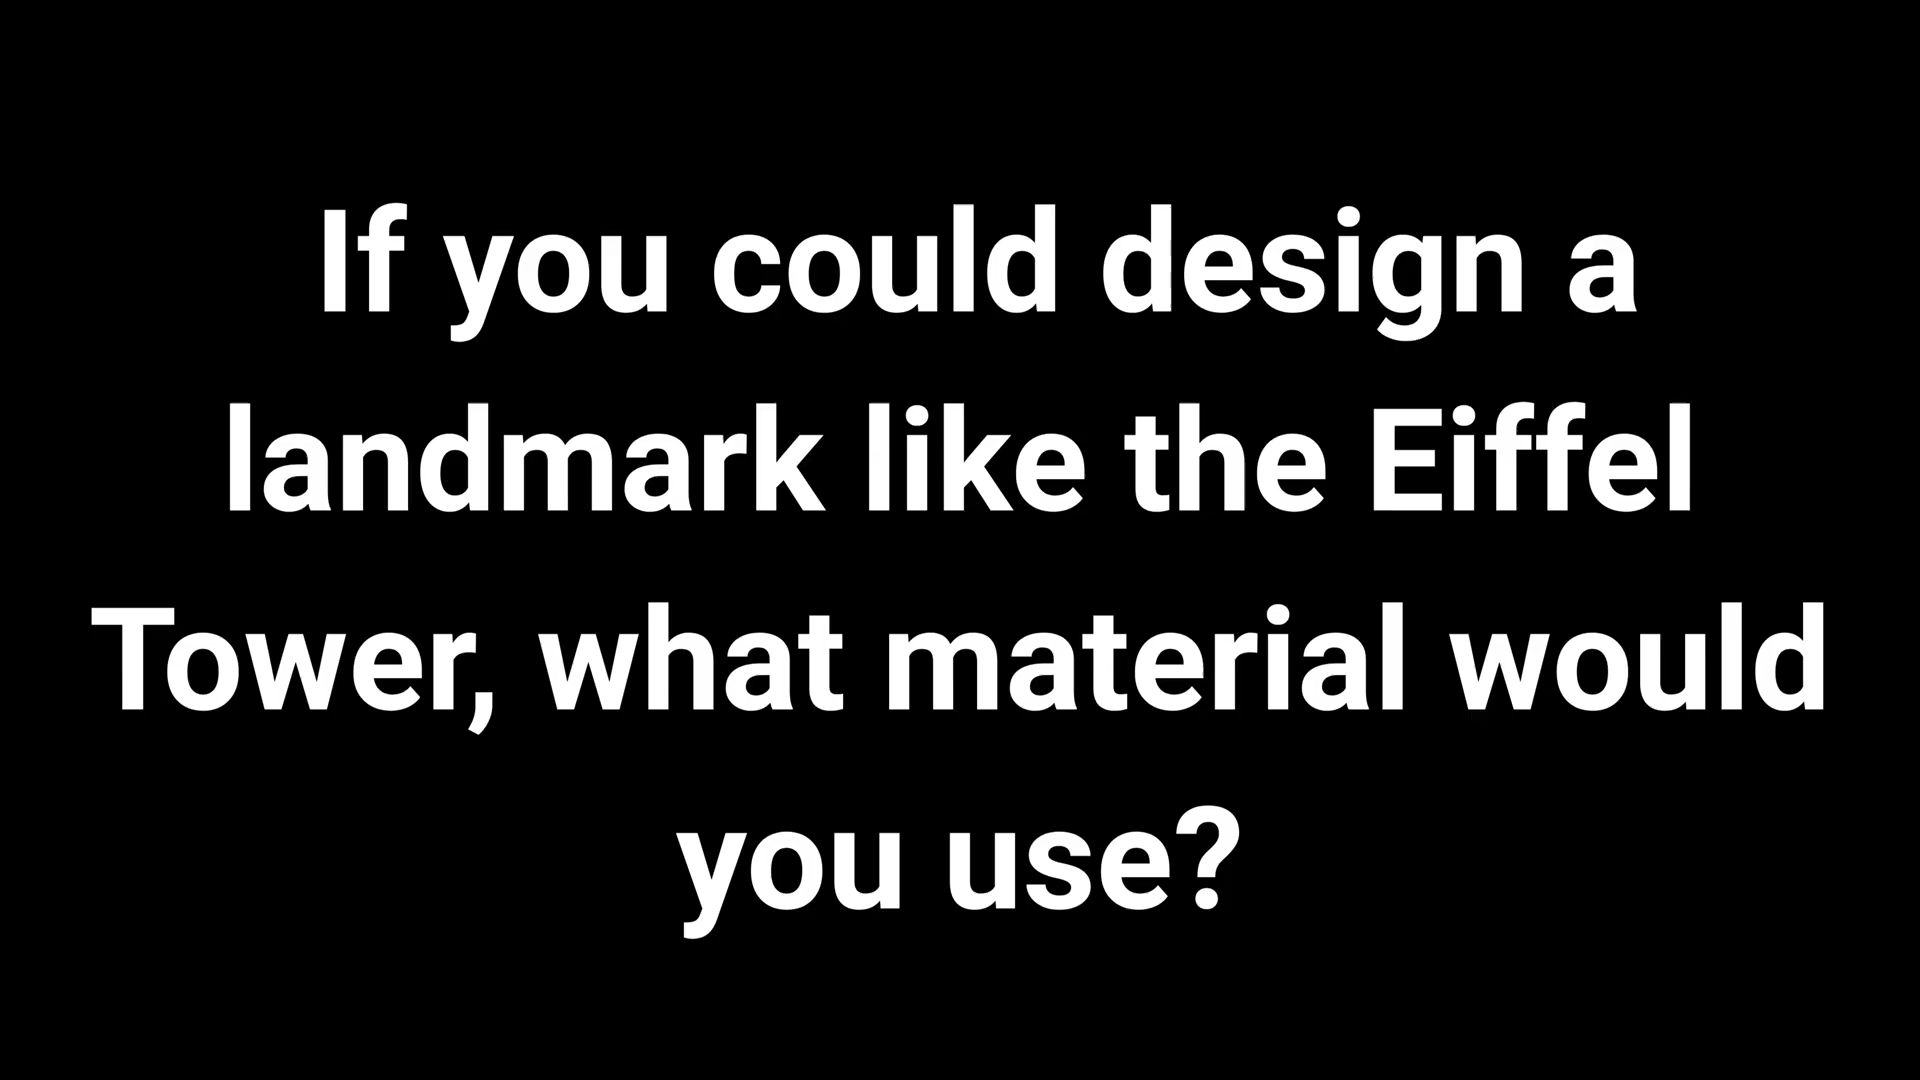 If you could design a
landmark like the Eiffel
Tower, what material would
you use?